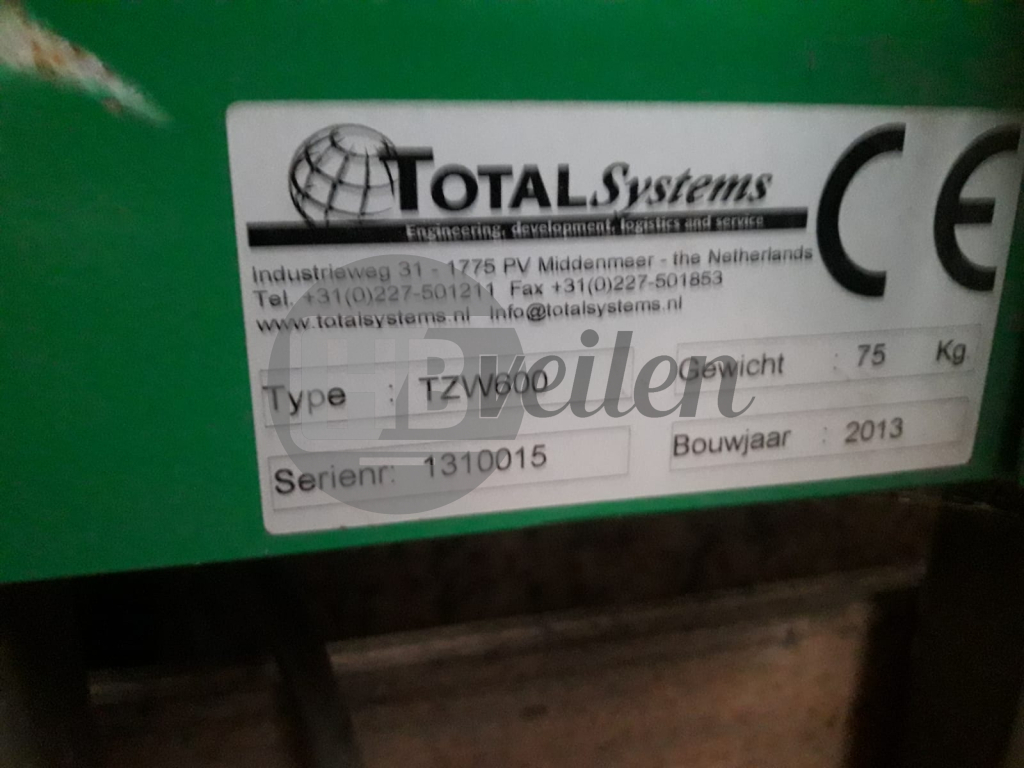 TOTAL Systems
Engineering, development, logistics and service
CE
Industrieweg 31 - 1775 PV Middenmeer - the Netherlands
Tel. +31(0)227-501211 Fax +31(0)227-501853
www.totalsystems.nl Info@totalsystems.nl
HBveilen
Type : TZW600
Gewicht : 75 Kg
Serienr: 1310015
Bouwjaar : 2013